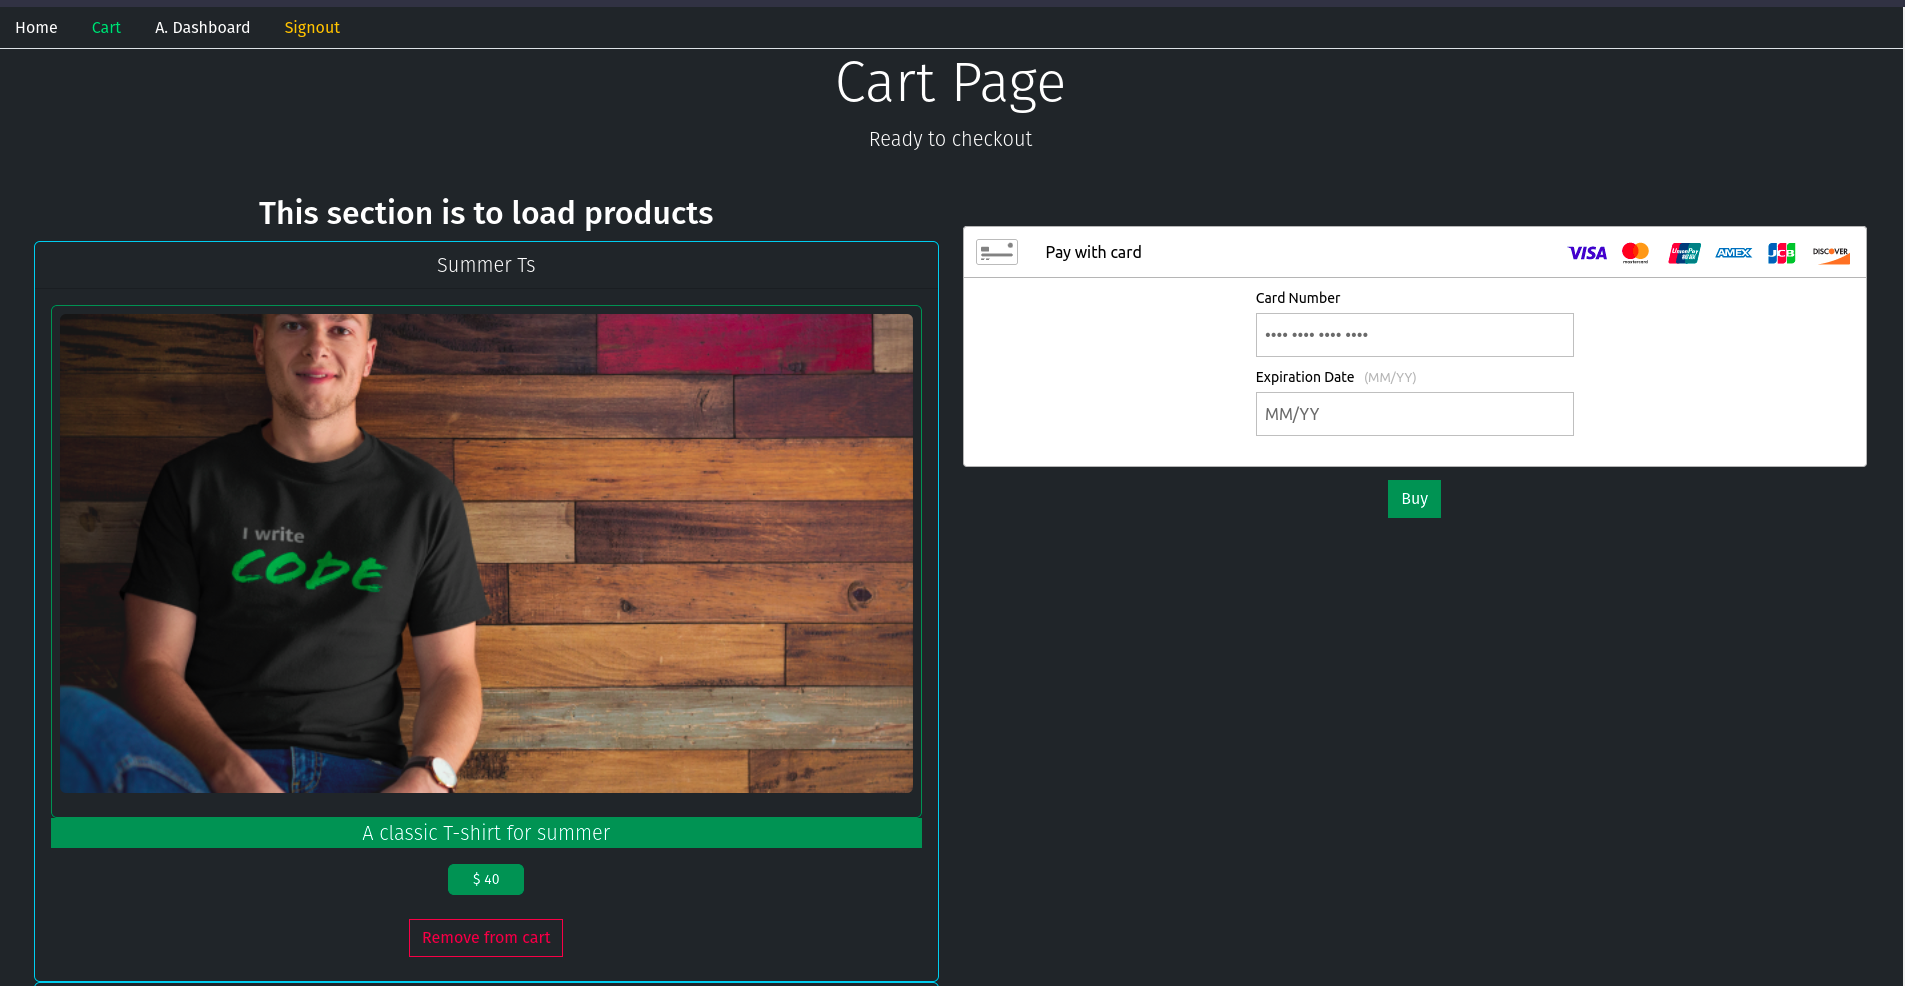 Home Cart A. Dashboard Signout
Cart Page
Ready to checkout
This section is to load products
Summer Ts
I write
CODE
A classic T-shirt for summer
$ 40
Remove from cart
Pay with card
VISA mastercard UnionPay AMEX JCB DISCOVER
Card Number
•••• •••• •••• ••••
Expiration Date (MM/YY)
MM/YY
Buy